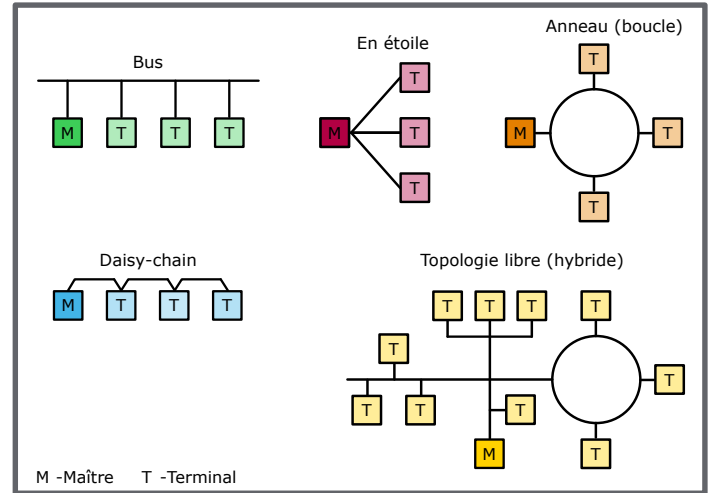 Bus
M T T T
En étoile
T
M T
T
Anneau (boucle)
T
M T
T
Daisy-chain
M T T T
Topologie libre (hybride)
T T T T
T
T
T T T
M T
M -Maître T -Terminal